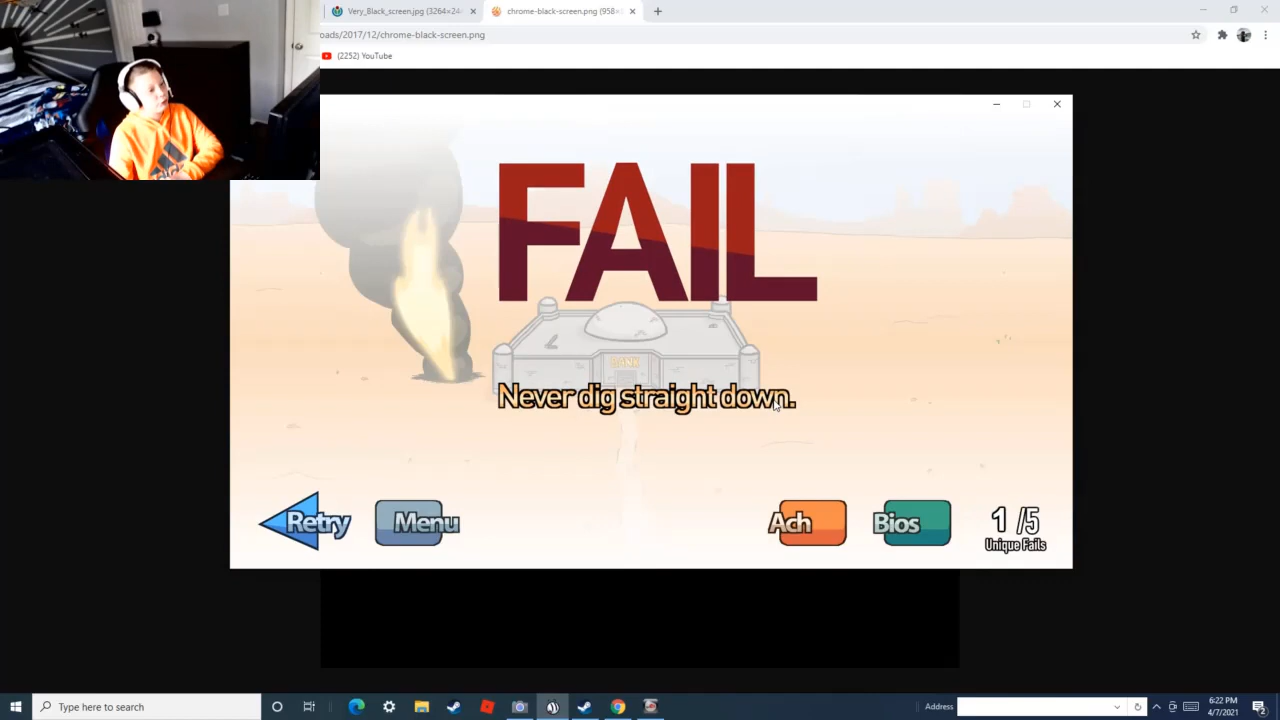 Very_Black_screen.jpg (3264×244
chrome-black-screen.png (958×
oads/2017/12/chrome-black-screen.png
(2252) YouTube
FAIL
BANK
Never dig straight down.
Retry
Menu
Ach
Bios
1/5
Unique Fails
Type here to search
Address
6:22 PM
4/7/2021
2